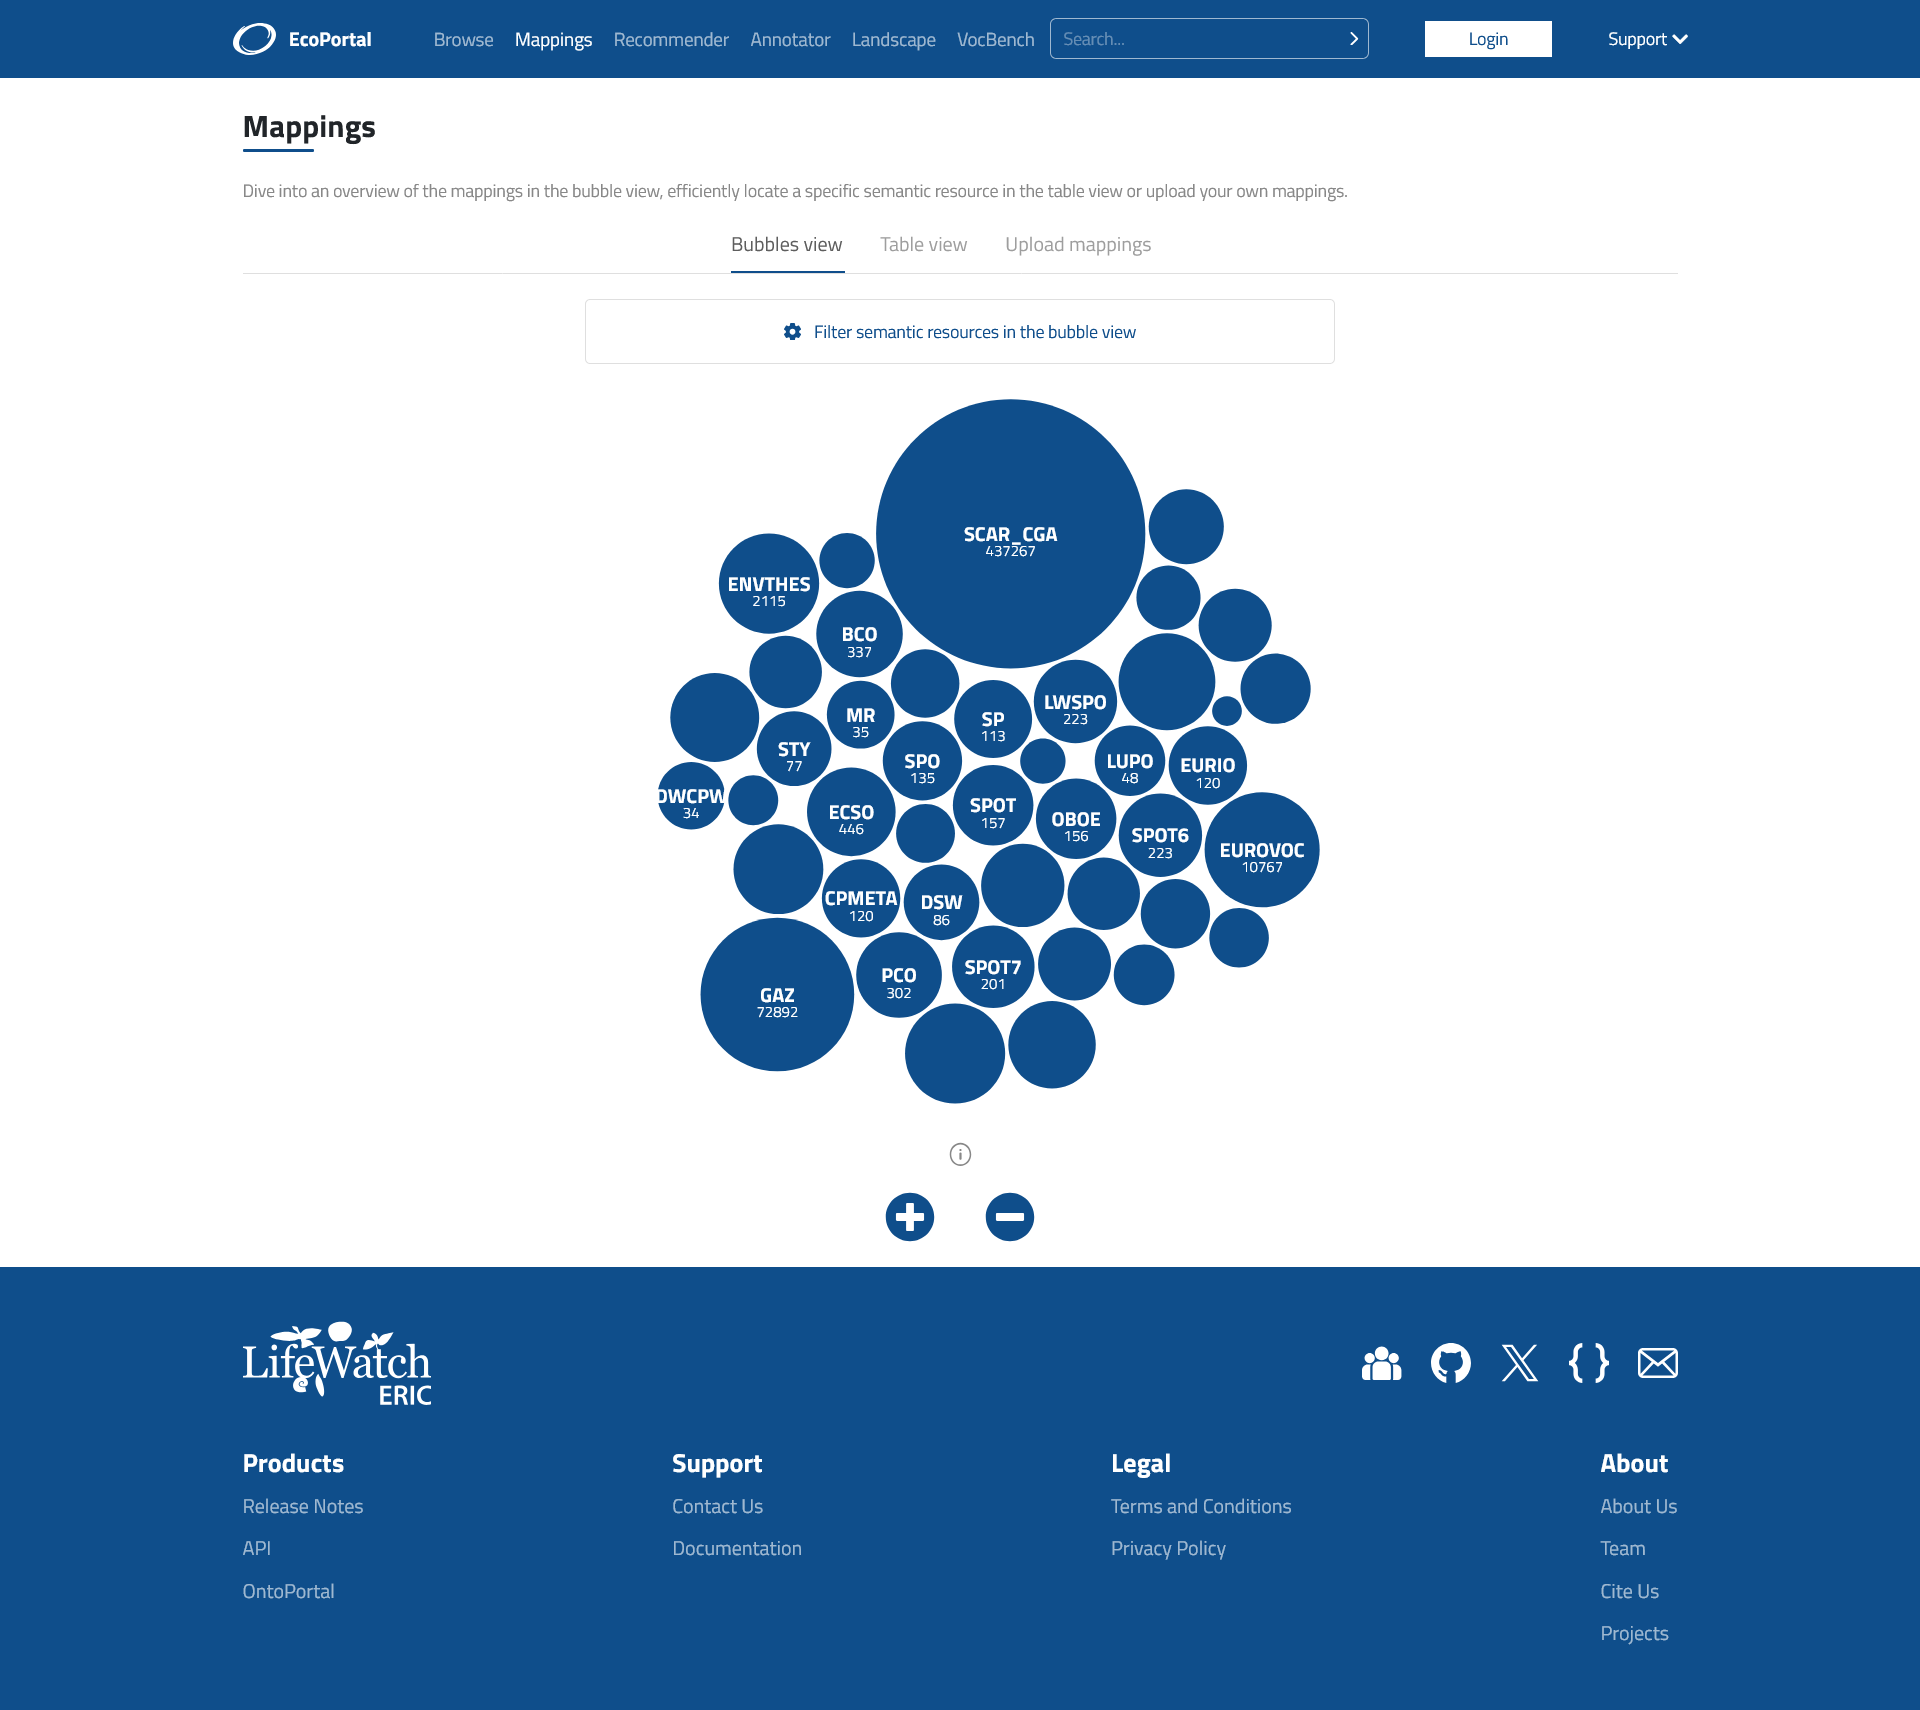 EcoPortal
Browse
Mappings
Recommender
Annotator
Landscape
VocBench
Search...
Login
Support
Mappings
Dive into an overview of the mappings in the bubble view, efficiently locate a specific semantic resource in the table view or upload your own mappings.
Bubbles view
Table view
Upload mappings
Filter semantic resources in the bubble view
SCAR_CGA
437267
ENVTHES
2115
BCO
337
LWSPO
223
MR
35
SP
113
STY
77
SPO
135
LUPO
48
EURIO
120
DWCPW
34
ECSO
446
SPOT
157
OBOE
156
SPOT6
223
EUROVOC
10767
CPMETA
120
DSW
86
PCO
302
SPOT7
201
GAZ
72892
LifeWatch
ERIC
Products
Release Notes
API
OntoPortal
Support
Contact Us
Documentation
Legal
Terms and Conditions
Privacy Policy
About
About Us
Team
Cite Us
Projects